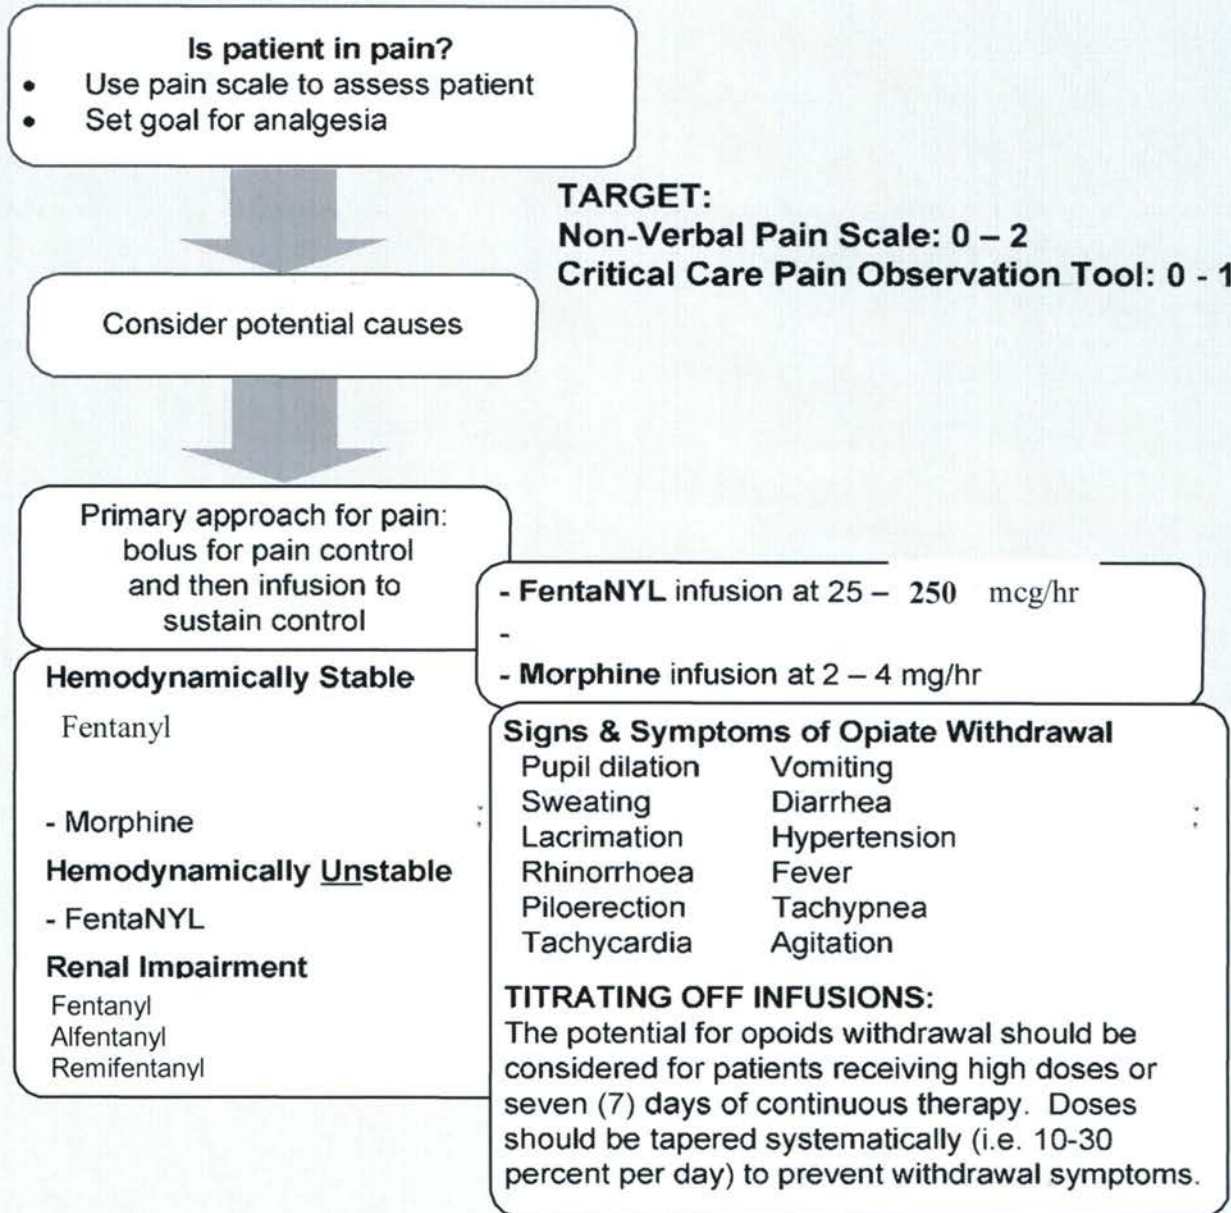 Is patient in pain?
• Use pain scale to assess patient
• Set goal for analgesia
TARGET:
Non-Verbal Pain Scale: 0 – 2
Critical Care Pain Observation Tool: 0 - 1
Consider potential causes
Primary approach for pain:
bolus for pain control
and then infusion to
sustain control
- FentaNYL infusion at 25 – 250 mcg/hr
-
- Morphine infusion at 2 – 4 mg/hr
Hemodynamically Stable
Fentanyl
- Morphine
Hemodynamically Unstable
- FentaNYL
Renal Impairment
Fentanyl
Alfentanyl
Remifentanyl
Signs & Symptoms of Opiate Withdrawal
Pupil dilation Vomiting
Sweating Diarrhea
Lacrimation Hypertension
Rhinorrhoea Fever
Piloerection Tachypnea
Tachycardia Agitation
TITRATING OFF INFUSIONS:
The potential for opoids withdrawal should be
considered for patients receiving high doses or
seven (7) days of continuous therapy. Doses
should be tapered systematically (i.e. 10-30
percent per day) to prevent withdrawal symptoms.